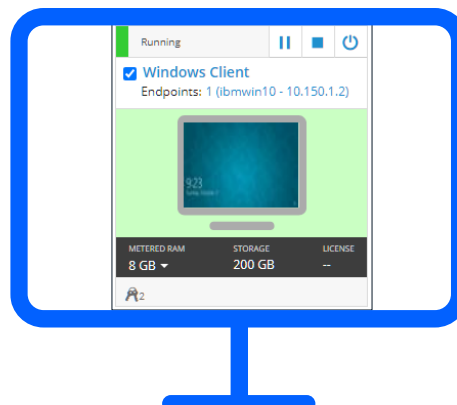 Running
Windows Client
Endpoints: 1 (ibmwin10 - 10.150.1.2)
9:23
METERED RAM STORAGE LICENSE
8 GB 200 GB --
2